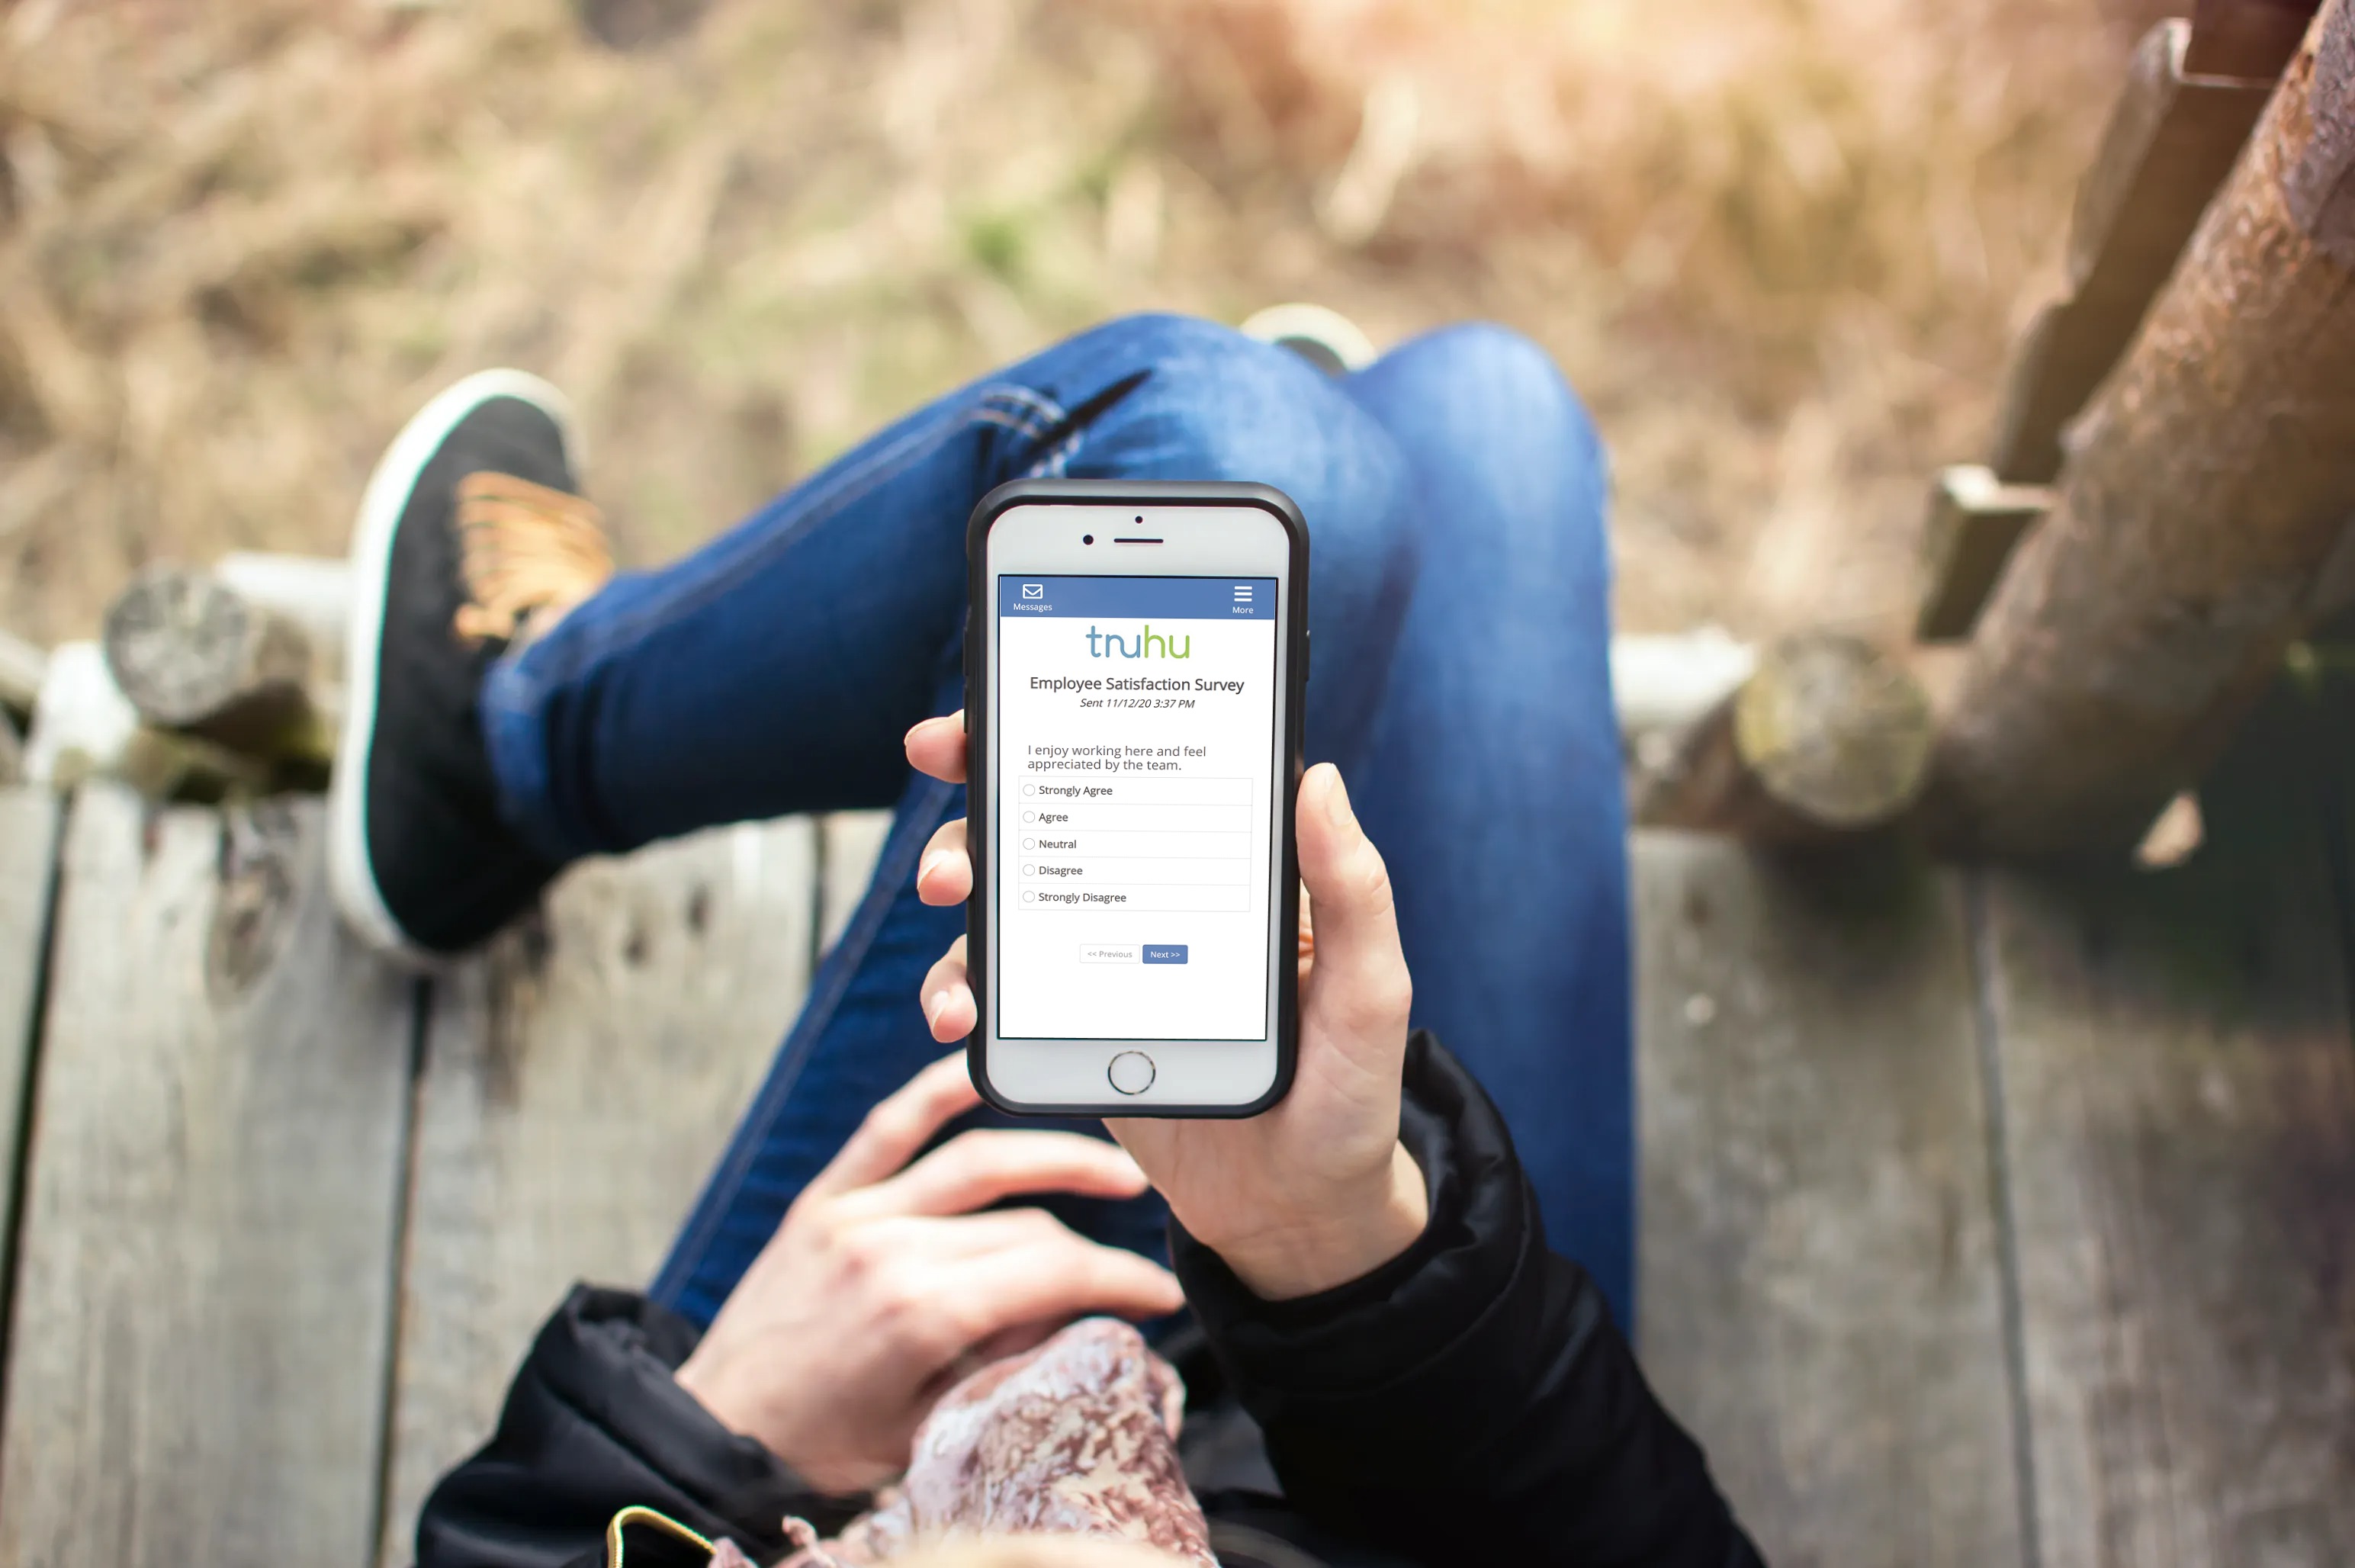 Messages
More
truhu
Employee Satisfaction Survey
Sent 11/12/20 3:37 PM
I enjoy working here and feel
appreciated by the team.
Strongly Agree
Agree
Neutral
Disagree
Strongly Disagree
<< Previous
Next >>